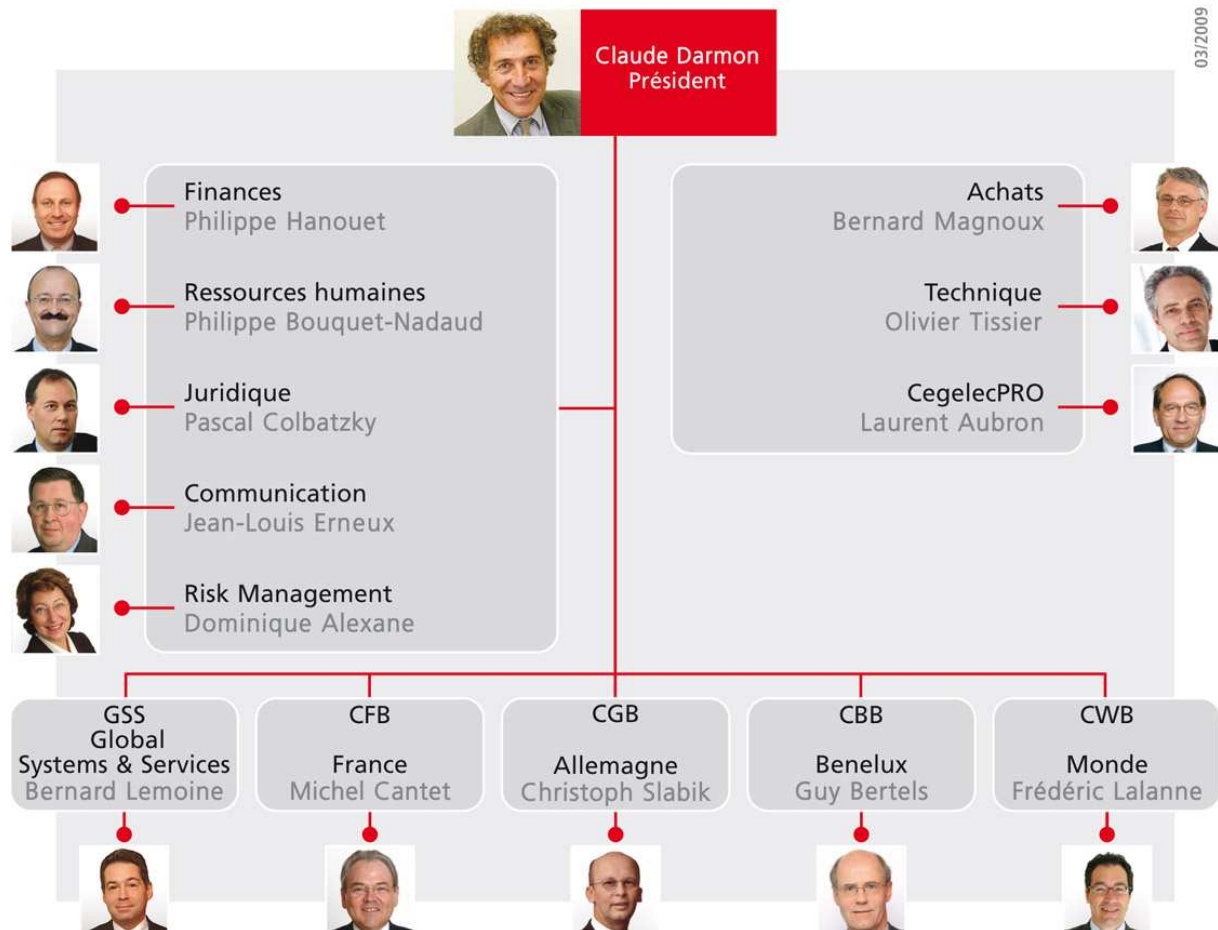 03/2009
Claude Darmon
Président
Finances
Philippe Hanouet
Ressources humaines
Philippe Bouquet-Nadaud
Juridique
Pascal Colbatzky
Communication
Jean-Louis Erneux
Risk Management
Dominique Alexane
Achats
Bernard Magnoux
Technique
Olivier Tissier
CegelecPRO
Laurent Aubron
GSS
Global
Systems & Services
Bernard Lemoine
CFB
France
Michel Cantet
CGB
Allemagne
Christoph Slabik
CBB
Benelux
Guy Bertels
CWB
Monde
Frédéric Lalanne